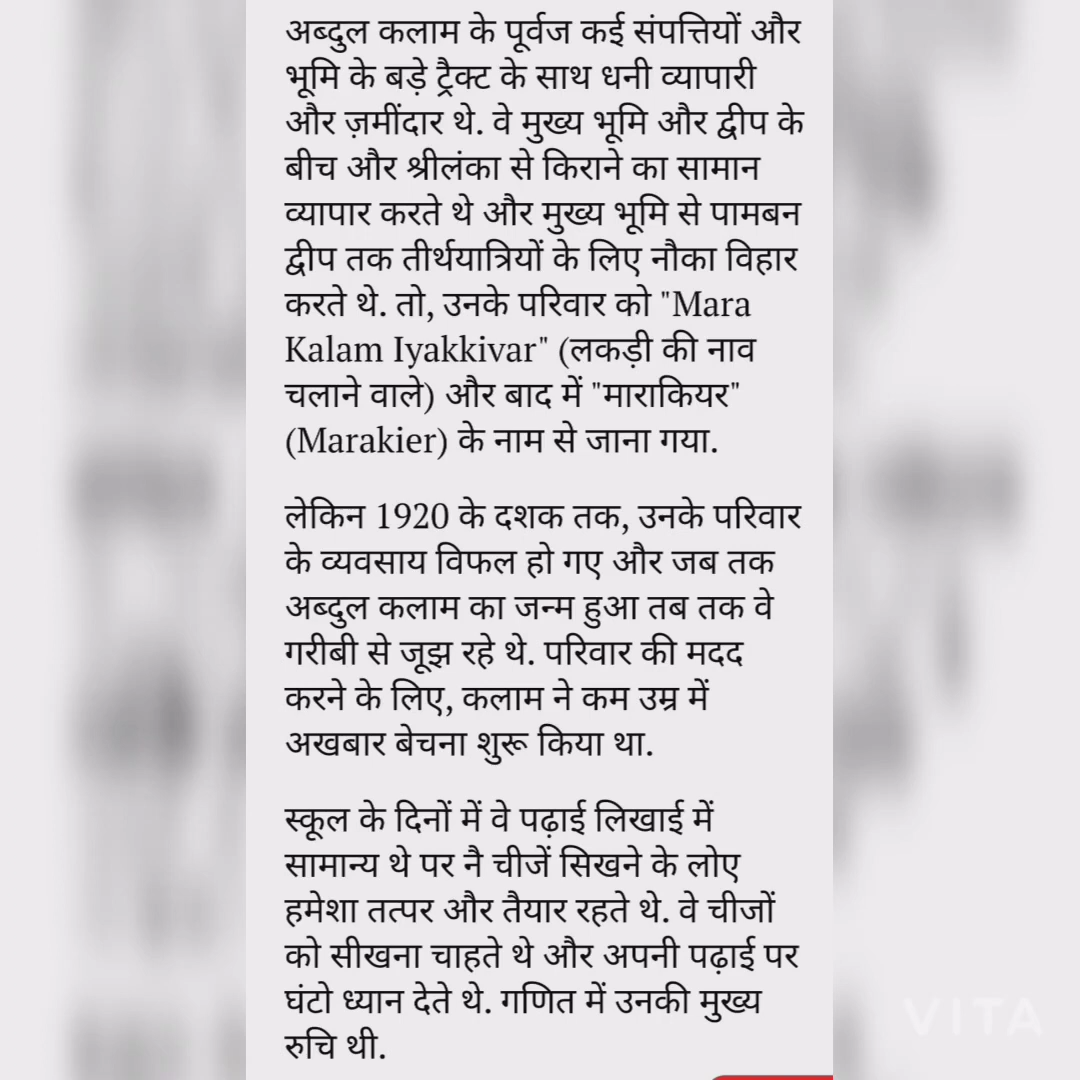 अब्दुल कलाम के पूर्वज कई संपत्तियों और
भूमि के बड़े ट्रैक्ट के साथ धनी व्यापारी
और ज़मींदार थे. वे मुख्य भूमि और द्वीप के
बीच और श्रीलंका से किराने का सामान
व्यापार करते थे और मुख्य भूमि से पामबन
द्वीप तक तीर्थयात्रियों के लिए नौका विहार
करते थे. तो, उनके परिवार को "Mara
Kalam Iyakkivar" (लकड़ी की नाव
चलाने वाले) और बाद में "माराकियर"
(Marakier) के नाम से जाना गया.
लेकिन 1920 के दशक तक, उनके परिवार
के व्यवसाय विफल हो गए और जब तक
अब्दुल कलाम का जन्म हुआ तब तक वे
गरीबी से जूझ रहे थे. परिवार की मदद
करने के लिए, कलाम ने कम उम्र में
अखबार बेचना शुरू किया था.
स्कूल के दिनों में वे पढ़ाई लिखाई में
सामान्य थे पर नै चीजें सिखने के लोए
हमेशा तत्पर और तैयार रहते थे. वे चीजों
को सीखना चाहते थे और अपनी पढ़ाई पर
घंटो ध्यान देते थे. गणित में उनकी मुख्य
रुचि थी.
VITA